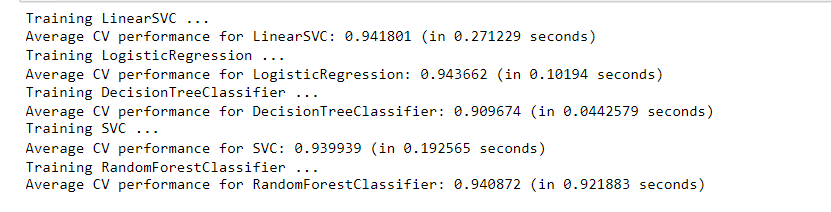 Training LinearSVC ...
Average CV performance for LinearSVC: 0.941801 (in 0.271229 seconds)
Training LogisticRegression ...
Average CV performance for LogisticRegression: 0.943662 (in 0.10194 seconds)
Training DecisionTreeClassifier ...
Average CV performance for DecisionTreeClassifier: 0.909674 (in 0.0442579 seconds)
Training SVC ...
Average CV performance for SVC: 0.939939 (in 0.192565 seconds)
Training RandomForestClassifier ...
Average CV performance for RandomForestClassifier: 0.940872 (in 0.921883 seconds)